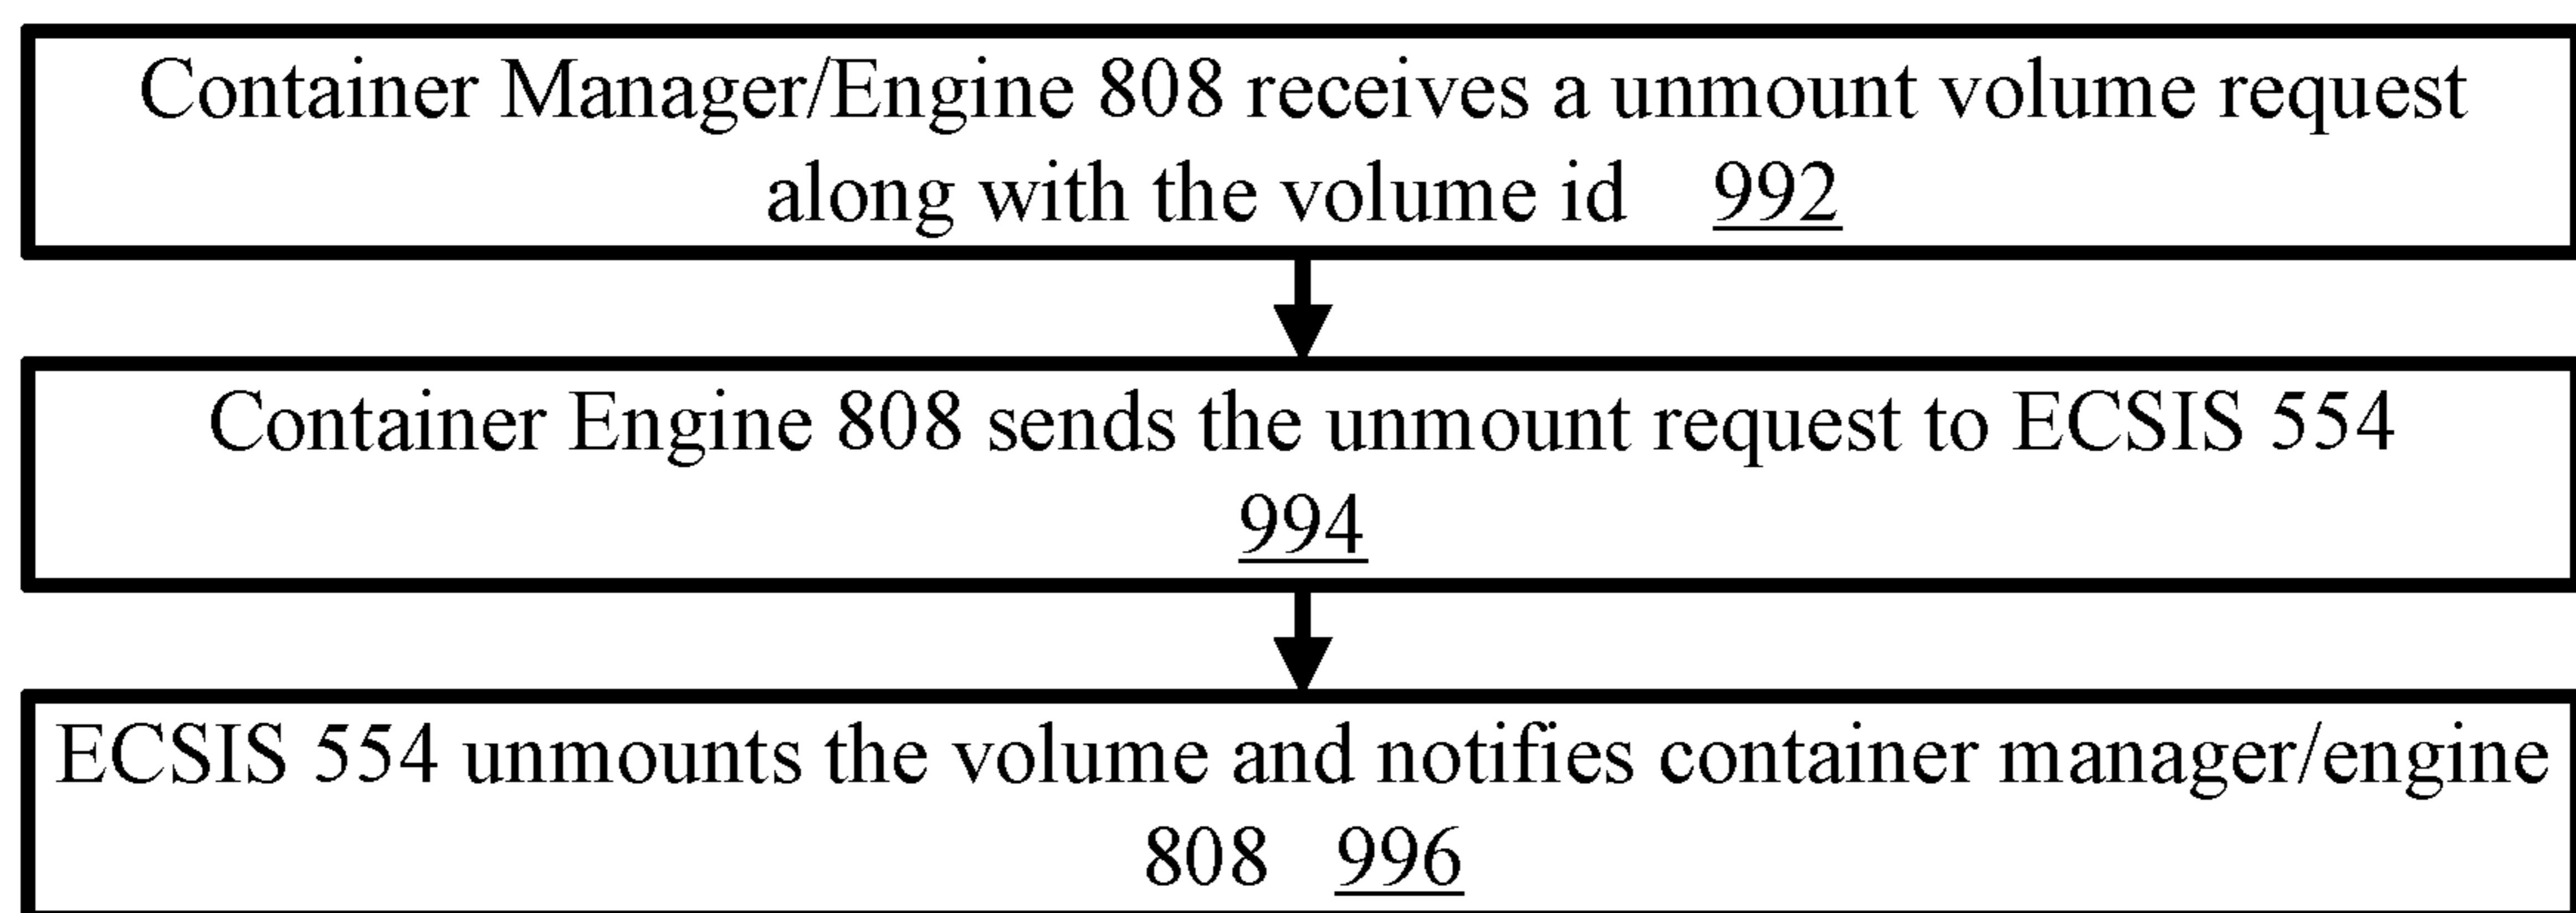 Container Manager/Engine 808 receives a unmount volume request
along with the volume id 992
Container Engine 808 sends the unmount request to ECSIS 554
994
ECSIS 554 unmounts the volume and notifies container manager/engine
808 996